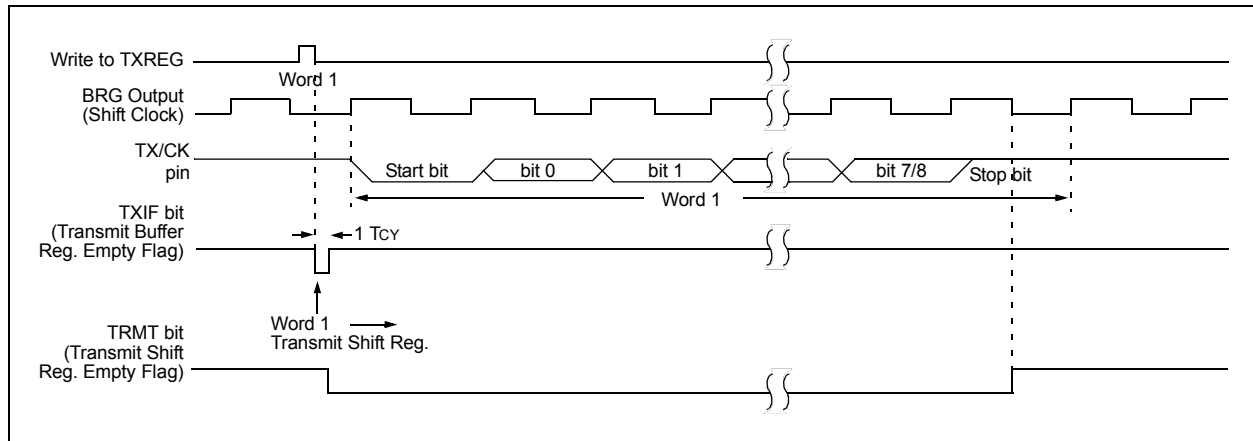 Write to TXREG
Word 1
BRG Output
(Shift Clock)
TX/CK
pin
Start bit
bit 0
bit 1
bit 7/8
Stop bit
Word 1
TXIF bit
(Transmit Buffer
Reg. Empty Flag)
1 TCY
Word 1
Transmit Shift Reg.
TRMT bit
(Transmit Shift
Reg. Empty Flag)